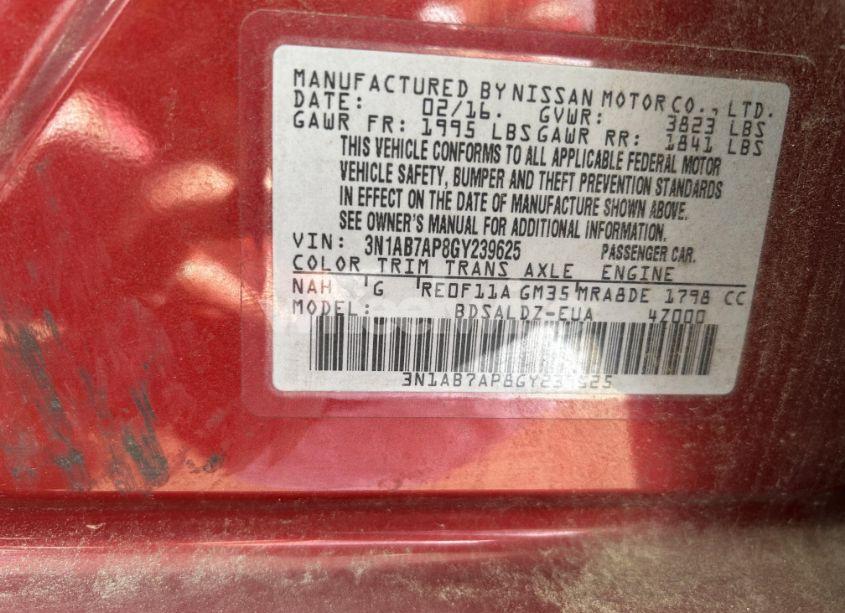 MANUFACTURED BY NISSAN MOTOR CO., LTD.
DATE: 02/16. GVWR: 3823 LBS
GAWR FR: 1995 LBS GAWR RR: 1841 LBS
THIS VEHICLE CONFORMS TO ALL APPLICABLE FEDERAL MOTOR
VEHICLE SAFETY, BUMPER AND THEFT PREVENTION STANDARDS
IN EFFECT ON THE DATE OF MANUFACTURE SHOWN ABOVE.
SEE OWNER'S MANUAL FOR ADDITIONAL INFORMATION.
VIN: 3N1AB7AP8GY239625 PASSENGER CAR.
COLOR TRIM TRANS AXLE ENGINE
NAH G RE0F11A GM35 MRA8DE 1798 CC
MODEL: BDSALDZ-EUA 4Z000
3N1AB7AP8GY239625